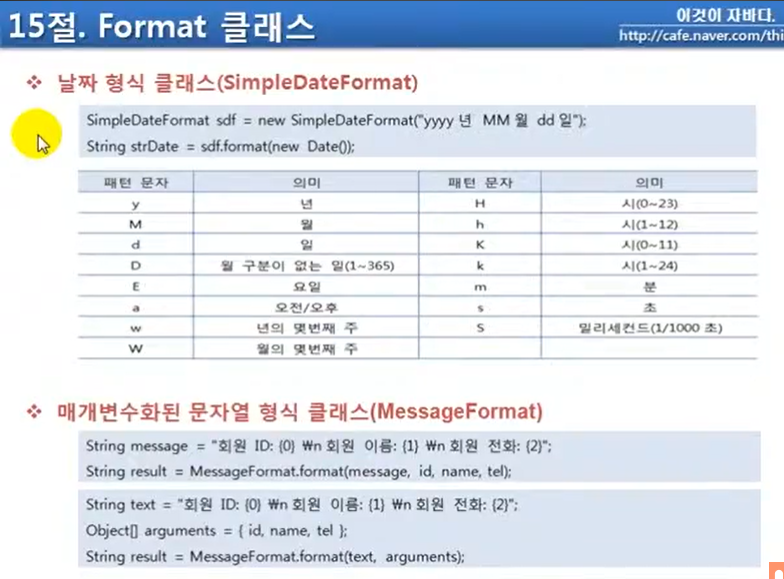 15절. Format 클래스
이것이 자바다.
http://cafe.naver.com/thi
❖ 날짜 형식 클래스(SimpleDateFormat)
SimpleDateFormat sdf = new SimpleDateFormat("yyyy 년 MM 월 dd 일");
String strDate = sdf.format(new Date());
패턴 문자 의미 패턴 문자 의미
y 년 H 시(0~23)
M 월 h 시(1~12)
d 일 K 시(0~11)
D 월 구분이 없는 일(1~365) k 시(1~24)
E 요일 m 분
a 오전/오후 s 초
w 년의 몇번째 주 S 밀리세컨드(1/1000 초)
W 월의 몇번째 주
❖ 매개변수화된 문자열 형식 클래스(MessageFormat)
String message = "회원 ID: {0} ₩n 회원 이름: {1} ₩n 회원 전화: {2}";
String result = MessageFormat.format(message, id, name, tel);
String text = "회원 ID: {0} ₩n 회원 이름: {1} ₩n 회원 전화: {2}";
Object[] arguments = { id, name, tel };
String result = MessageFormat.format(text, arguments);